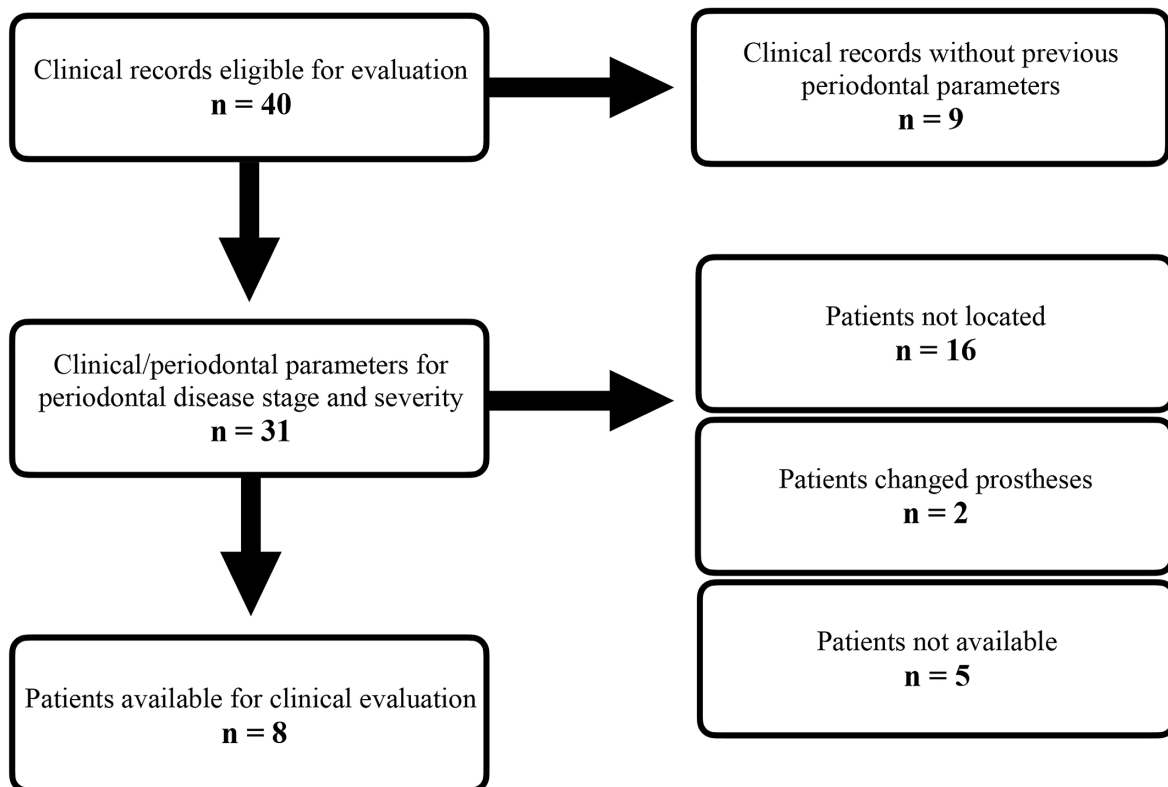 Clinical records eligible for evaluation
n = 40
Clinical records without previous
periodontal parameters
n = 9
Clinical/periodontal parameters for
periodontal disease stage and severity
n = 31
Patients not located
n = 16
Patients changed prostheses
n = 2
Patients not available
n = 5
Patients available for clinical evaluation
n = 8